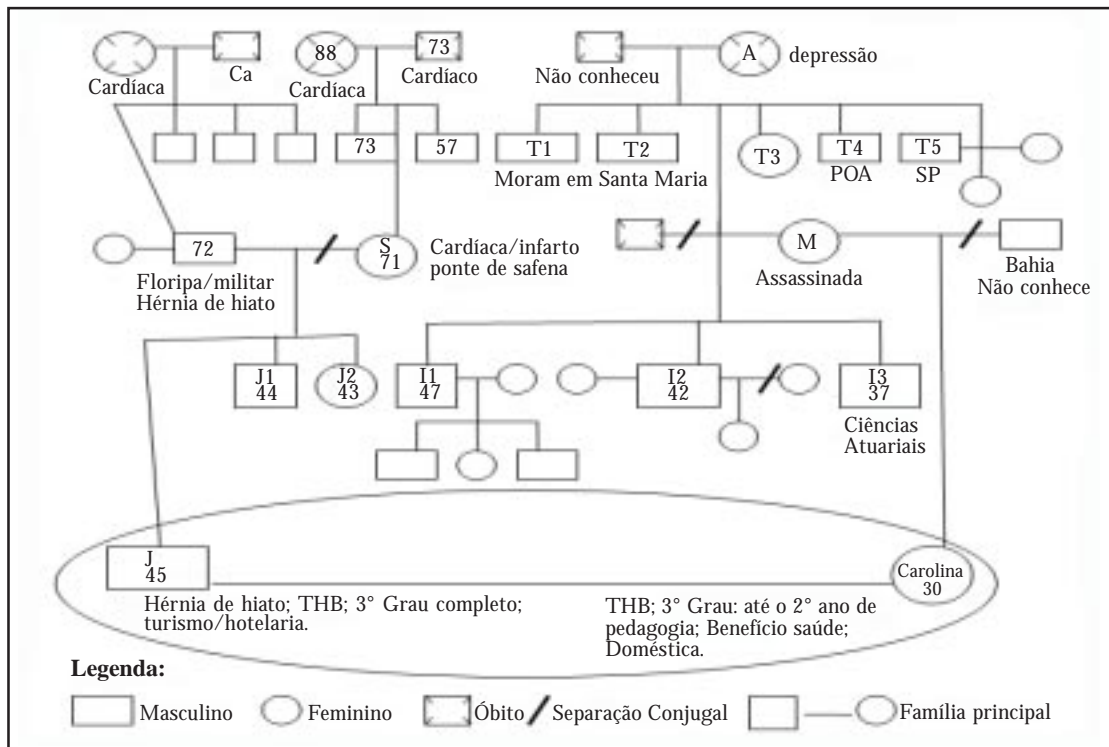 88
73
A
depressão
Cardíaca
Ca
Cardíaca
Cardíaco
Não conheceu
73
57
T1
T2
T3
T4
T5
Moram em Santa Maria
POA
SP
72
S
71
Cardíaca/infarto
ponte de safena
M
Floripa/militar
Hérnia de hiato
Assassinada
Bahia
Não conhece
J1
44
J2
43
I1
47
I2
42
I3
37
Ciências
Atuariais
J
45
Carolina
30
Hérnia de hiato; THB; 3° Grau completo;
turismo/hotelaria.
THB; 3° Grau: até o 2° ano de
pedagogia; Benefício saúde;
Doméstica.
Legenda:
Masculino
Feminino
Óbito
Separação Conjugal
Família principal